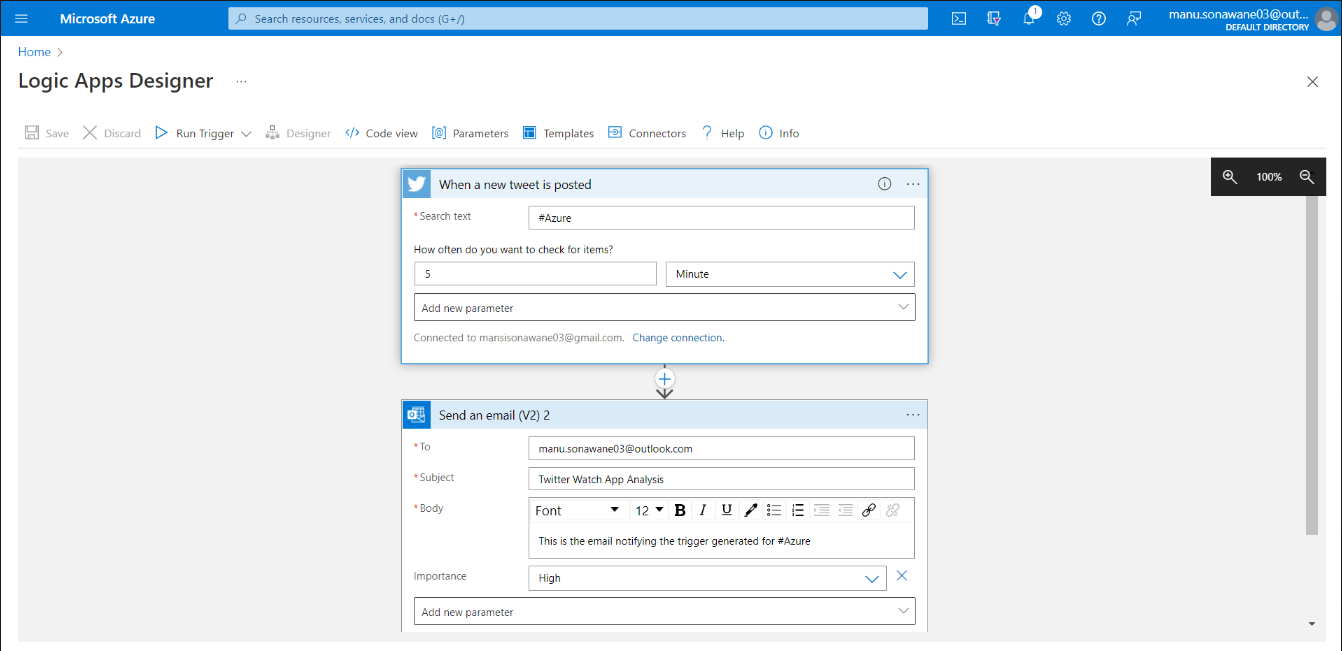 Microsoft Azure
Search resources, services, and docs (G+/)
1
manu.sonawane03@out...
DEFAULT DIRECTORY
Home >
Logic Apps Designer ...
Save Discard Run Trigger Designer </> Code view [@] Parameters Templates Connectors ? Help Info
100%
When a new tweet is posted
* Search text #Azure
How often do you want to check for items?
5 Minute
Add new parameter
Connected to mansisonawane03@gmail.com. Change connection.
Send an email (V2) 2
* To manu.sonawane03@outlook.com
* Subject Twitter Watch App Analysis
* Body Font 12 B I U
This is the email notifying the trigger generated for #Azure
Importance High
Add new parameter